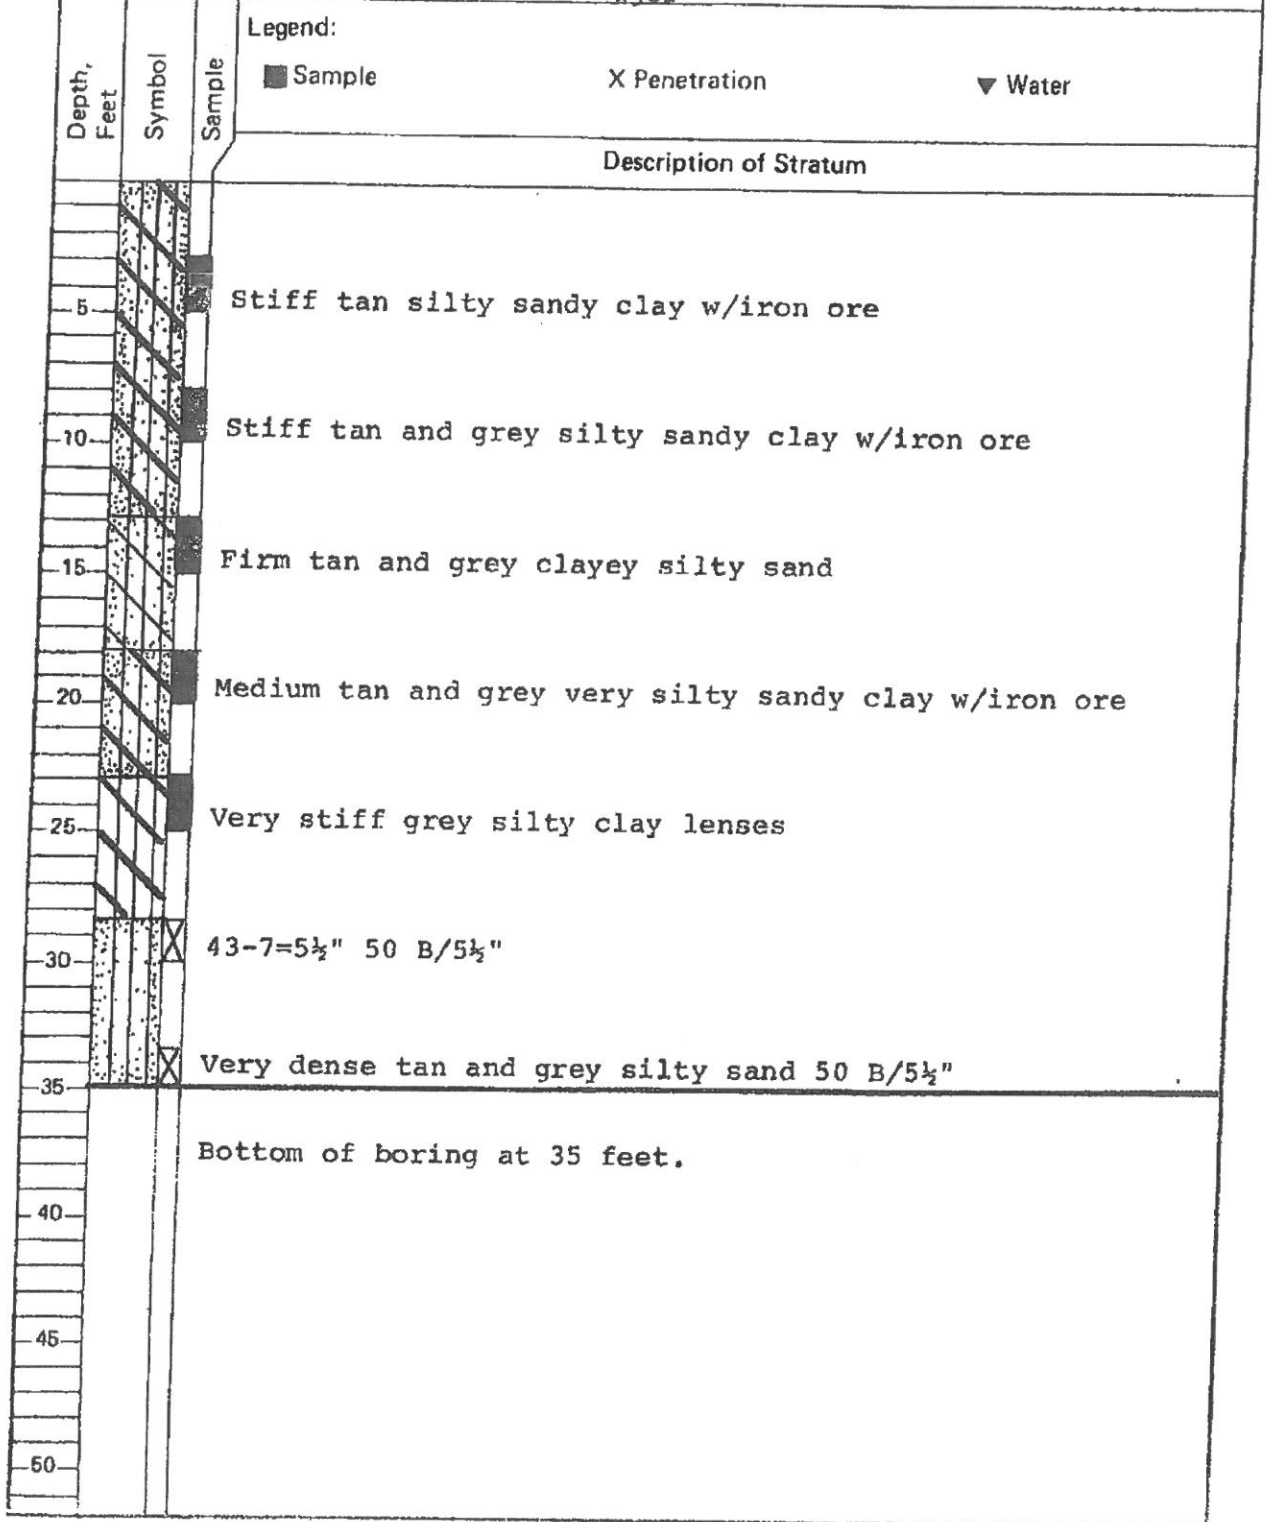 Depth, Feet
Symbol
Sample
Legend:
■ Sample X Penetration ▼ Water
Description of Stratum
5 Stiff tan silty sandy clay w/iron ore
10 Stiff tan and grey silty sandy clay w/iron ore
15 Firm tan and grey clayey silty sand
20 Medium tan and grey very silty sandy clay w/iron ore
25 Very stiff grey silty clay lenses
30 43-7=5½" 50 B/5½"
Very dense tan and grey silty sand 50 B/5½"
35
Bottom of boring at 35 feet.
40
45
50